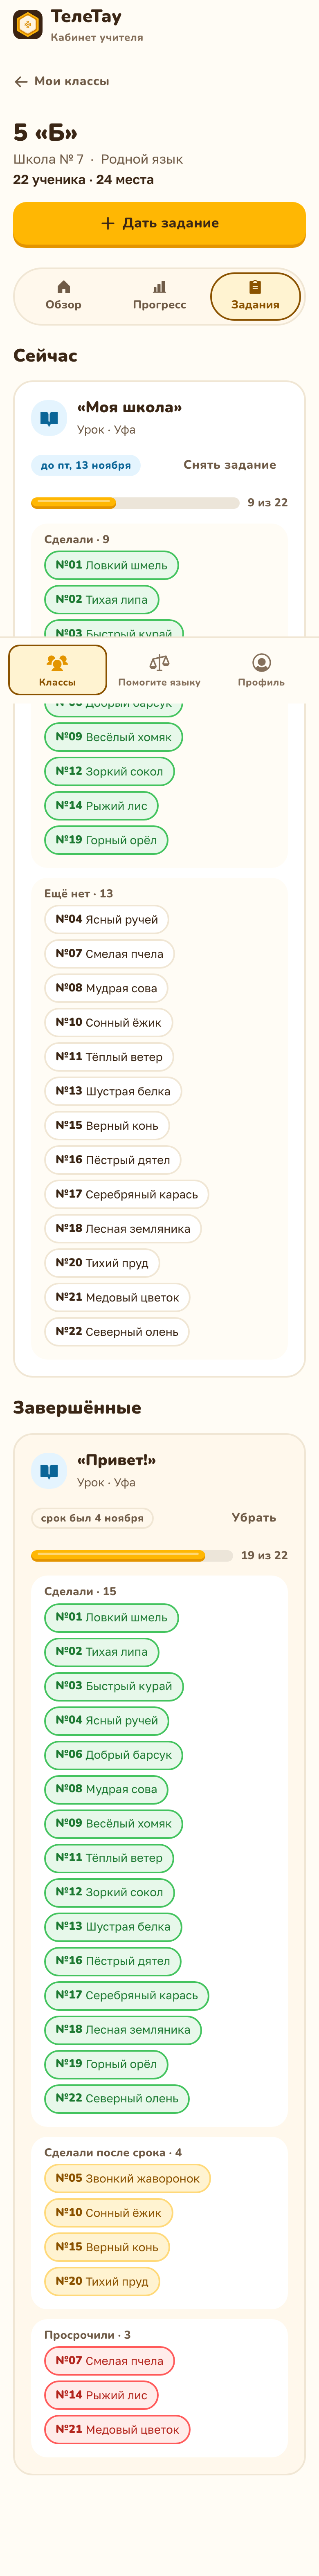 ТелеТау
Кабинет учителя
Мои классы
5 «Б»
Школа № 7 · Родной язык
22 ученика · 24 места
Дать задание
Обзор
Прогресс
Задания
Сейчас
«Моя школа»
Урок · Уфа
до пт, 13 ноября
Снять задание
9 из 22
Сделали · 9
№01 Ловкий шмель
№02 Тихая липа
№03 Быстрый курай
Классы
Помогите языку
Профиль
№06 Добрый барсук
№09 Весёлый хомяк
№12 Зоркий сокол
№14 Рыжий лис
№19 Горный орёл
Ещё нет · 13
№04 Ясный ручей
№07 Смелая пчела
№08 Мудрая сова
№10 Сонный ёжик
№11 Тёплый ветер
№13 Шустрая белка
№15 Верный конь
№16 Пёстрый дятел
№17 Серебряный карась
№18 Лесная земляника
№20 Тихий пруд
№21 Медовый цветок
№22 Северный олень
Завершённые
«Привет!»
Урок · Уфа
срок был 4 ноября
Убрать
19 из 22
Сделали · 15
№01 Ловкий шмель
№02 Тихая липа
№03 Быстрый курай
№04 Ясный ручей
№06 Добрый барсук
№08 Мудрая сова
№09 Весёлый хомяк
№11 Тёплый ветер
№12 Зоркий сокол
№13 Шустрая белка
№16 Пёстрый дятел
№17 Серебряный карась
№18 Лесная земляника
№19 Горный орёл
№22 Северный олень
Сделали после срока · 4
№05 Звонкий жаворонок
№10 Сонный ёжик
№15 Верный конь
№20 Тихий пруд
Просрочили · 3
№07 Смелая пчела
№14 Рыжий лис
№21 Медовый цветок